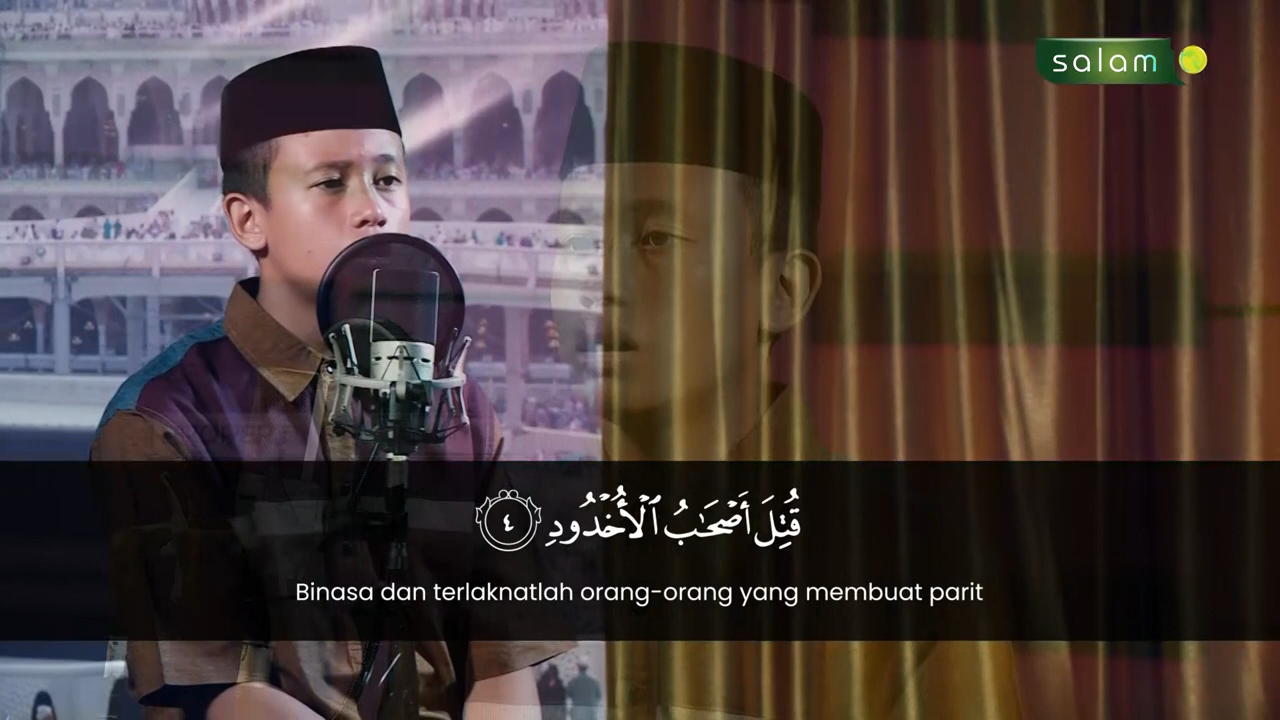 salam
قُتِلَ أَصْحَٰبُ ٱلْأُخْدُودِ ٤
Binasa dan terlaknatlah orang-orang yang membuat parit